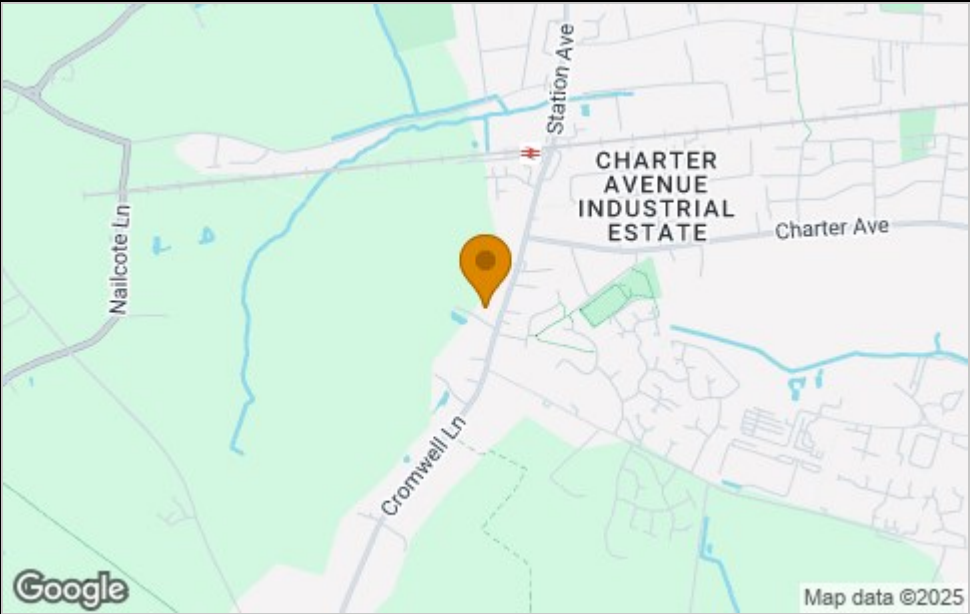 Station Ave
CHARTER
AVENUE
INDUSTRIAL
ESTATE
Charter Ave
Nailcote Ln
Cromwell Ln
Google
Map data ©2025